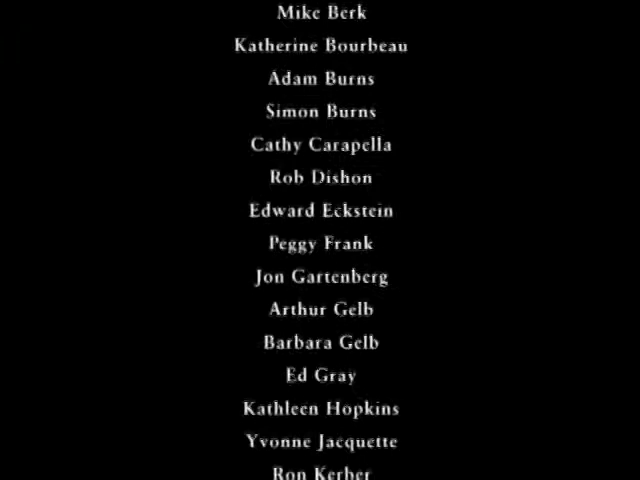 Mike Berk
Katherine Bourbeau
Adam Burns
Simon Burns
Cathy Carapella
Rob Dishon
Edward Eckstein
Peggy Frank
Jon Gartenberg
Arthur Gelb
Barbara Gelb
Ed Gray
Kathleen Hopkins
Yvonne Jacquette
Ron Kerber